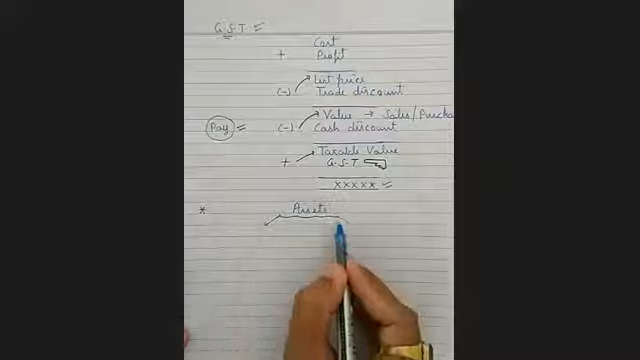 G.S.T =
Cost
+ Profit
List price
(-) Trade discount
Value → Sales/Purcha
Pay = (-) Cash discount
Taxable Value
+ G.S.T
xxxxx =
* Assets